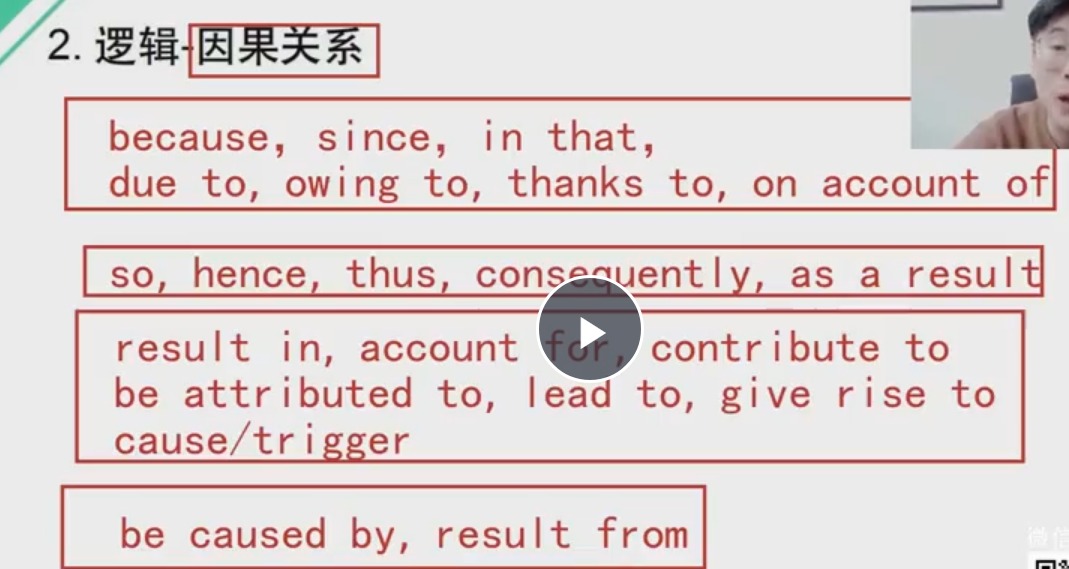 2. 逻辑-因果关系
because, since, in that,
due to, owing to, thanks to, on account of
so, hence, thus, consequently, as a result
result in, account for, contribute to
be attributed to, lead to, give rise to
cause/trigger
be caused by, result from
微信